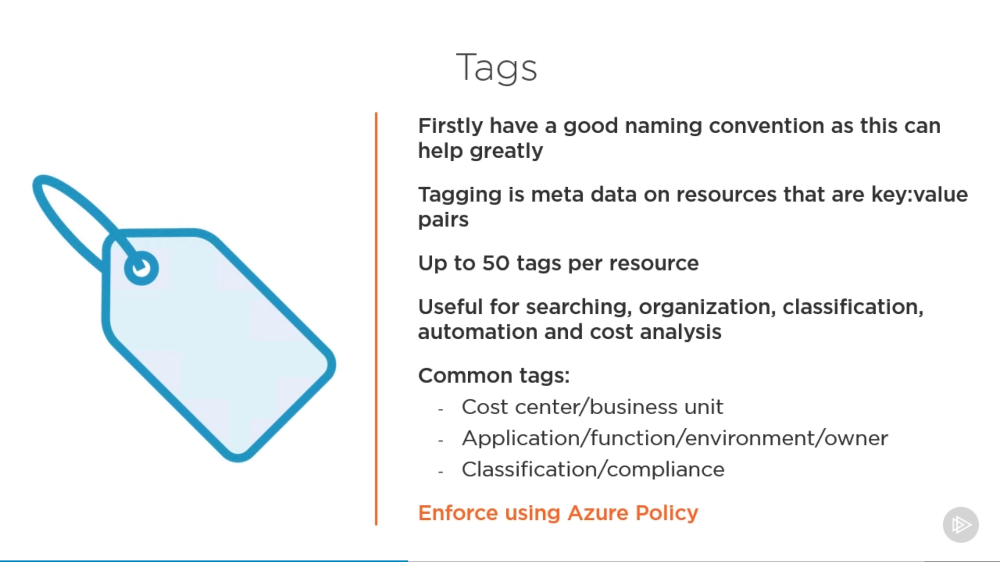 Tags
Firstly have a good naming convention as this can
help greatly
Tagging is meta data on resources that are key:value
pairs
Up to 50 tags per resource
Useful for searching, organization, classification,
automation and cost analysis
Common tags:
- Cost center/business unit
- Application/function/environment/owner
- Classification/compliance
Enforce using Azure Policy